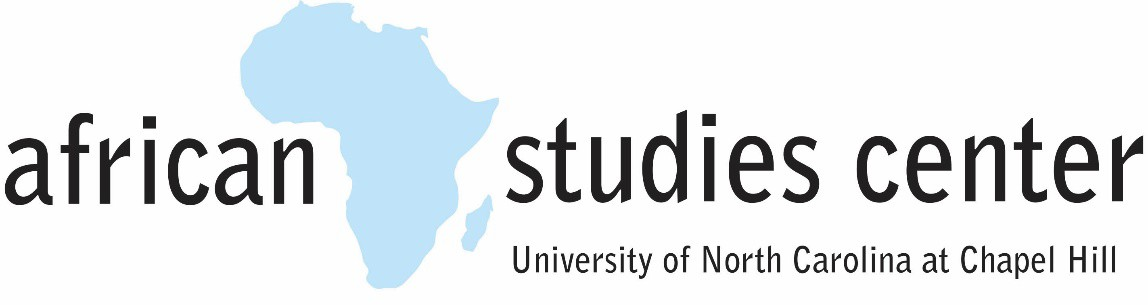 african studies center
University of North Carolina at Chapel Hill